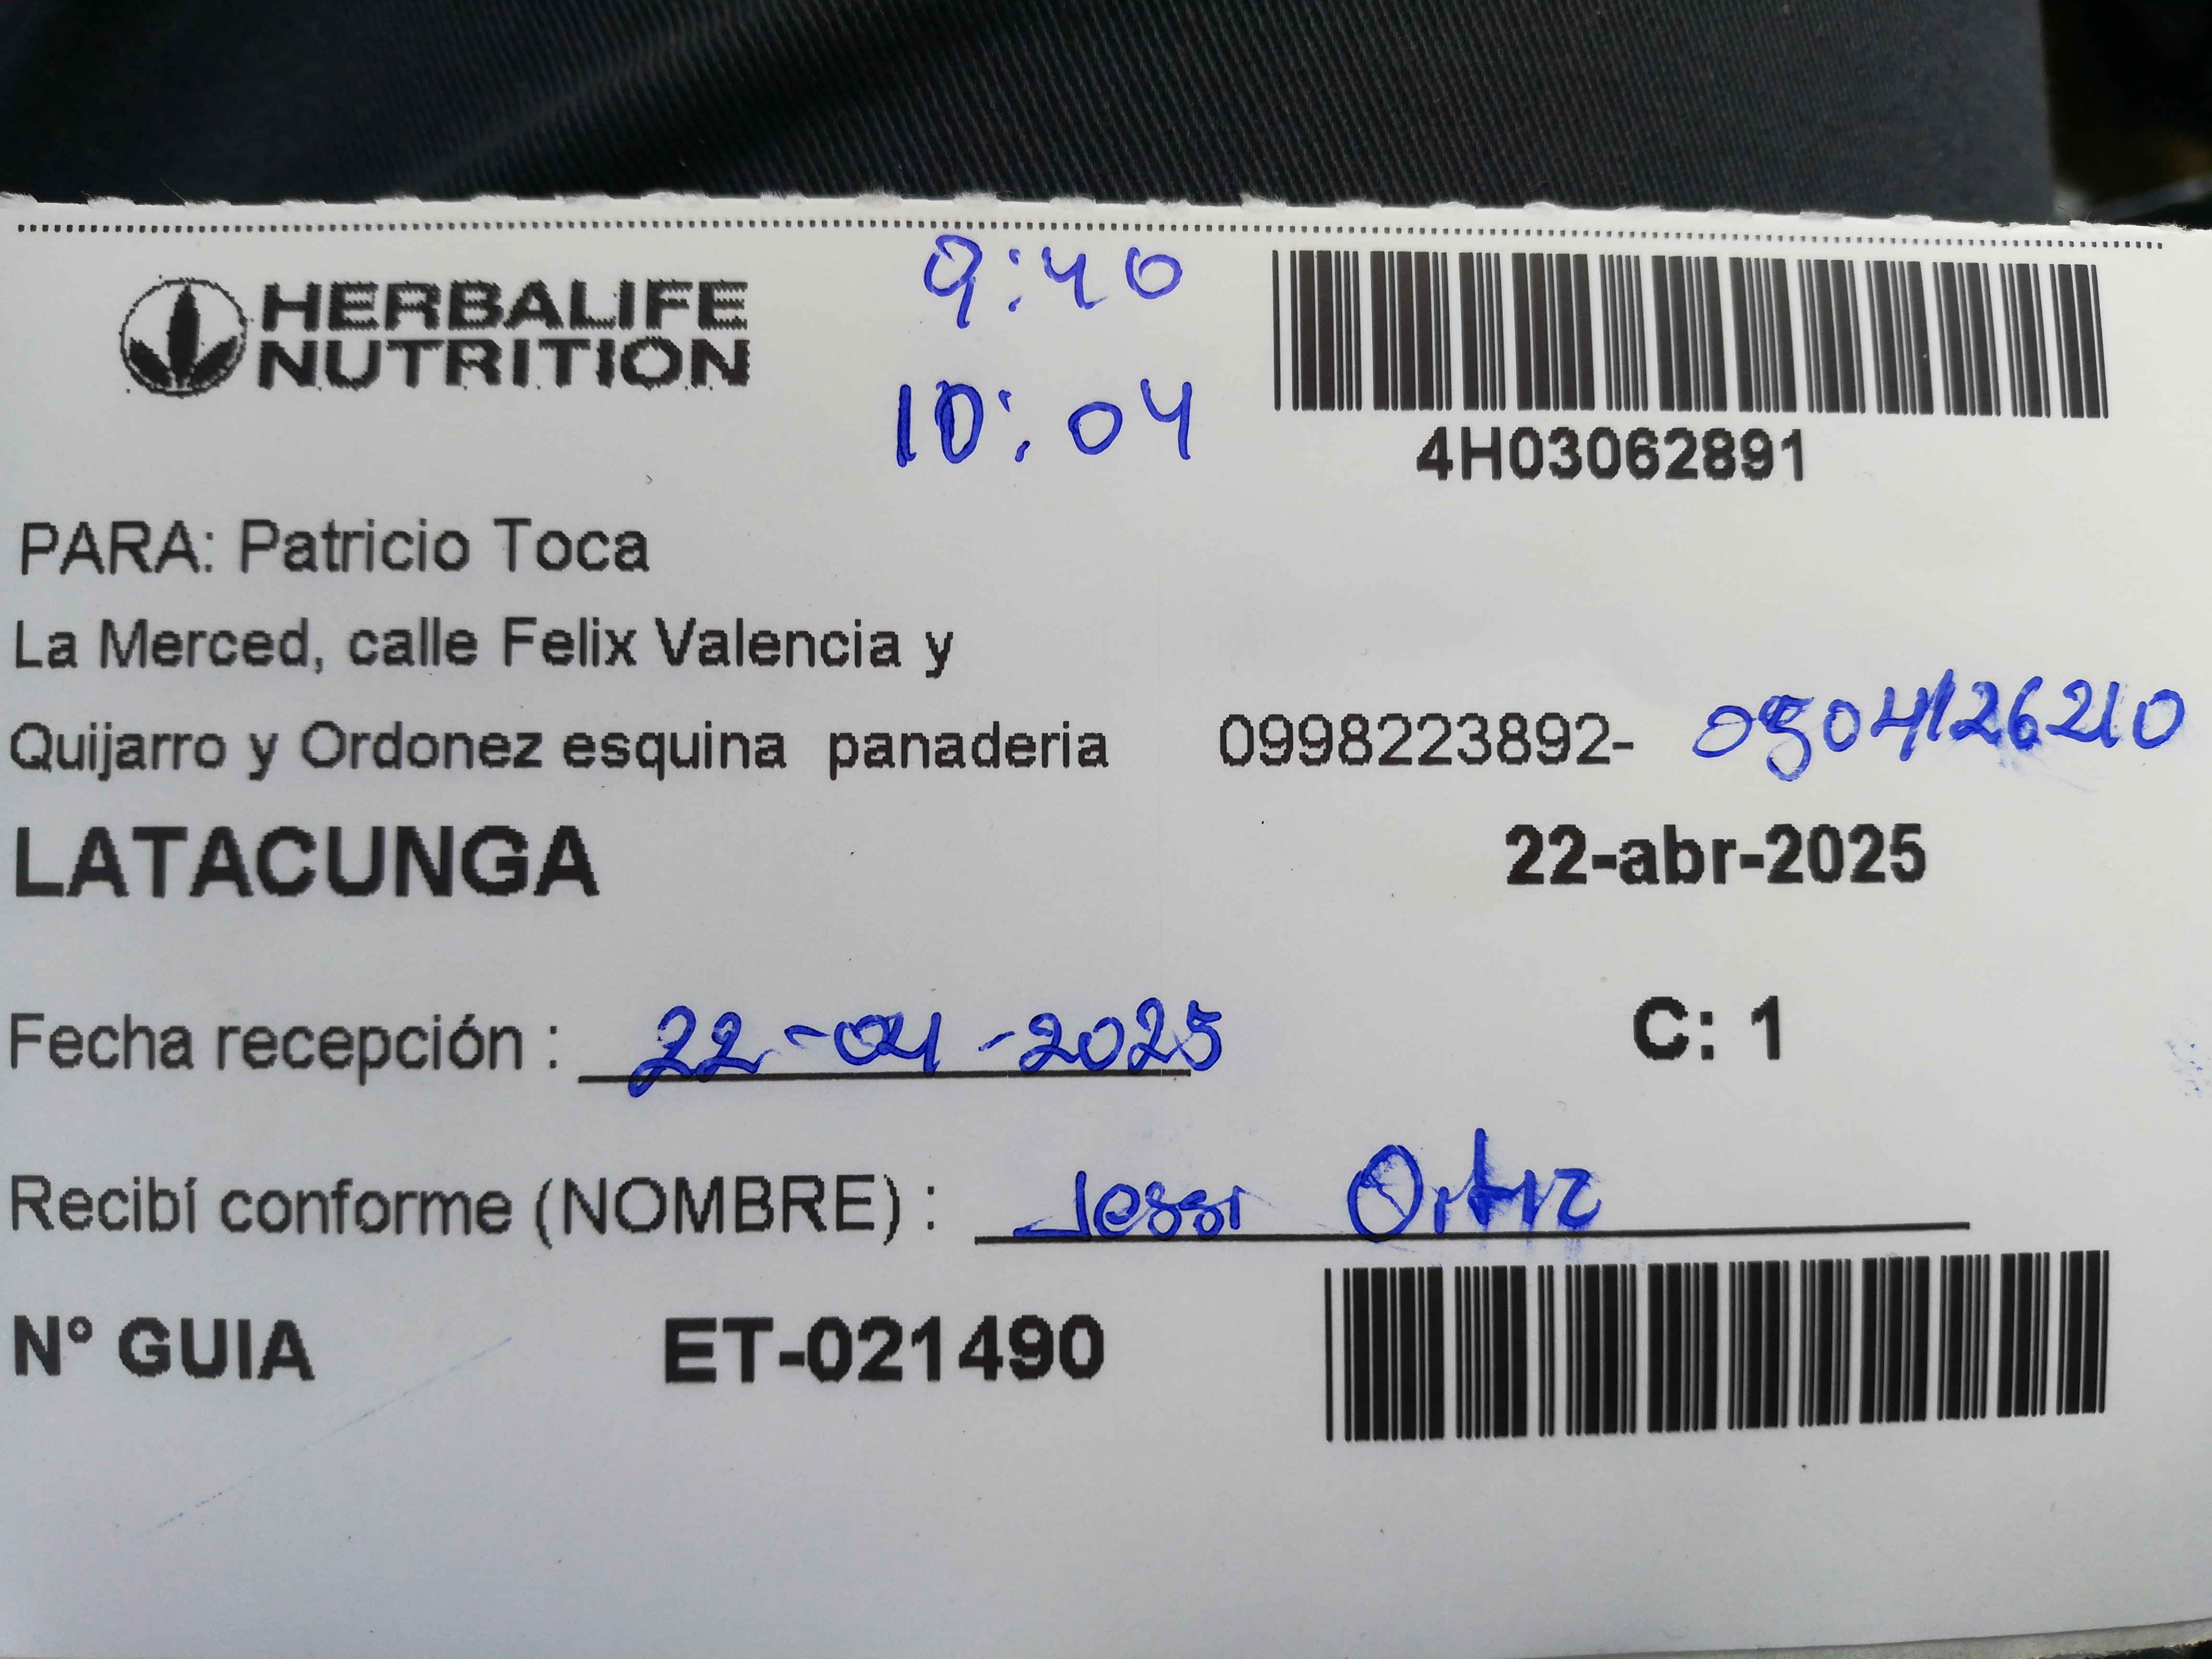 HERBALIFE
NUTRITION
9:40
10:04
4H03062891
PARA: Patricio Toca
La Merced, calle Felix Valencia y
Quijarro y Ordonez esquina panaderia 0998223892-
LATACUNGA 22-abr-2025
Fecha recepción : 22-04-2025 C: 1
Recibí conforme (NOMBRE) : Jessi Ortiz
N° GUIA ET-021490